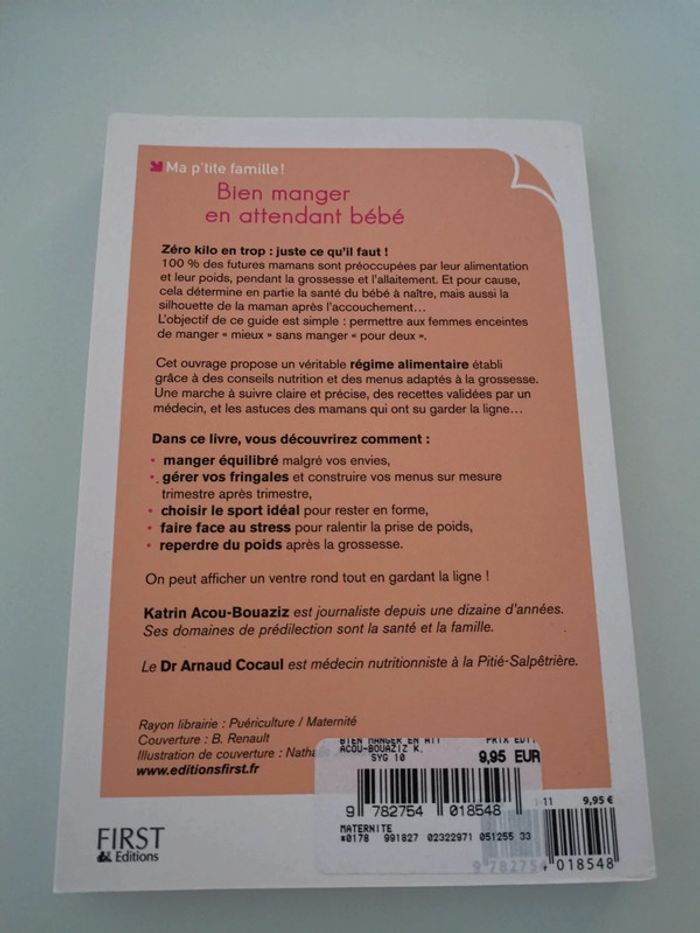 Ma p'tite famille!
Bien manger
en attendant bébé
Zéro kilo en trop : juste ce qu'il faut !
100 % des futures mamans sont préoccupées par leur alimentation
et leur poids, pendant la grossesse et l'allaitement. Et pour cause,
cela détermine en partie la santé du bébé à naître, mais aussi la
silhouette de la maman après l'accouchement...
L'objectif de ce guide est simple : permettre aux femmes enceintes
de manger « mieux » sans manger « pour deux ».
Cet ouvrage propose un véritable régime alimentaire établi
grâce à des conseils nutrition et des menus adaptés à la grossesse.
Une marche à suivre claire et précise, des recettes validées par un
médecin, et les astuces des mamans qui ont su garder la ligne...
Dans ce livre, vous découvrirez comment :
• manger équilibré malgré vos envies,
• gérer vos fringales et construire vos menus sur mesure
trimestre après trimestre,
• choisir le sport idéal pour rester en forme,
• faire face au stress pour ralentir la prise de poids,
• reperdre du poids après la grossesse.
On peut afficher un ventre rond tout en gardant la ligne !
Katrin Acou-Bouaziz est journaliste depuis une dizaine d'années.
Ses domaines de prédilection sont la santé et la famille.
Le Dr Arnaud Cocaul est médecin nutritionniste à la Pitié-Salpêtrière.
Rayon librairie : Puériculture / Maternité
Couverture : B. Renault
Illustration de couverture :
www.editionsfirst.fr
BIEN MANGER EN ATT PRIX EDIT
ACOU-BOUAZIZ K.
SYG 10 9,95 EUR
9 782754 018548
MATERNITE
*0178 991827 02322971 051255 33
-11 9,95 €
9 782754 018548
FIRST
& Editions